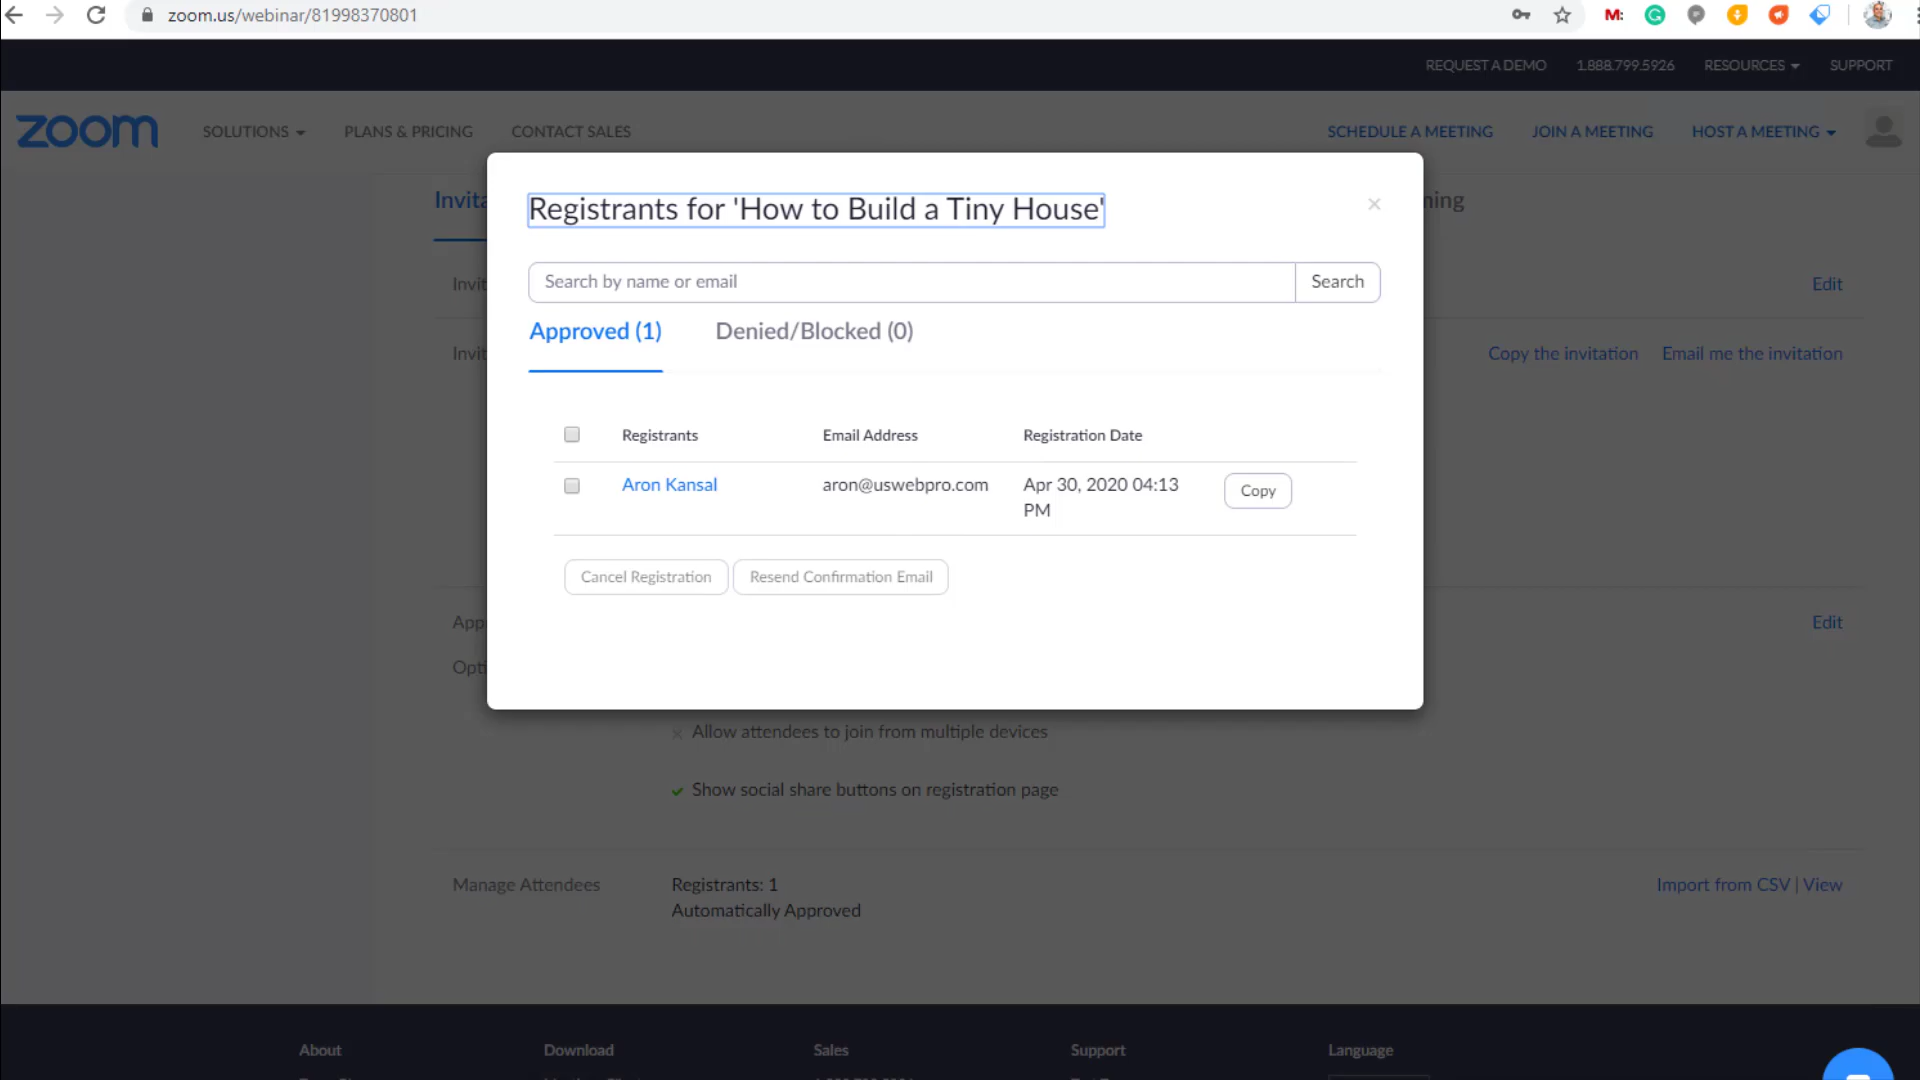 zoom.us/webinar/81998370801
M:
REQUEST A DEMO 1.888.799.5926 RESOURCES SUPPORT
zoom SOLUTIONS PLANS & PRICING CONTACT SALES SCHEDULE A MEETING JOIN A MEETING HOST A MEETING
Registrants for 'How to Build a Tiny House'
×
Search by name or email Search
Approved (1) Denied/Blocked (0)
Registrants Email Address Registration Date
Aron Kansal aron@uswebpro.com Apr 30, 2020 04:13
PM
Copy
Cancel Registration Resend Confirmation Email
Invita ning
Invit Edit
Invit Copy the invitation Email me the invitation
App Edit
Opti
Allow attendees to join from multiple devices
Show social share buttons on registration page
Manage Attendees Registrants: 1 Import from CSV | View
Automatically Approved
About Download Sales Support Language